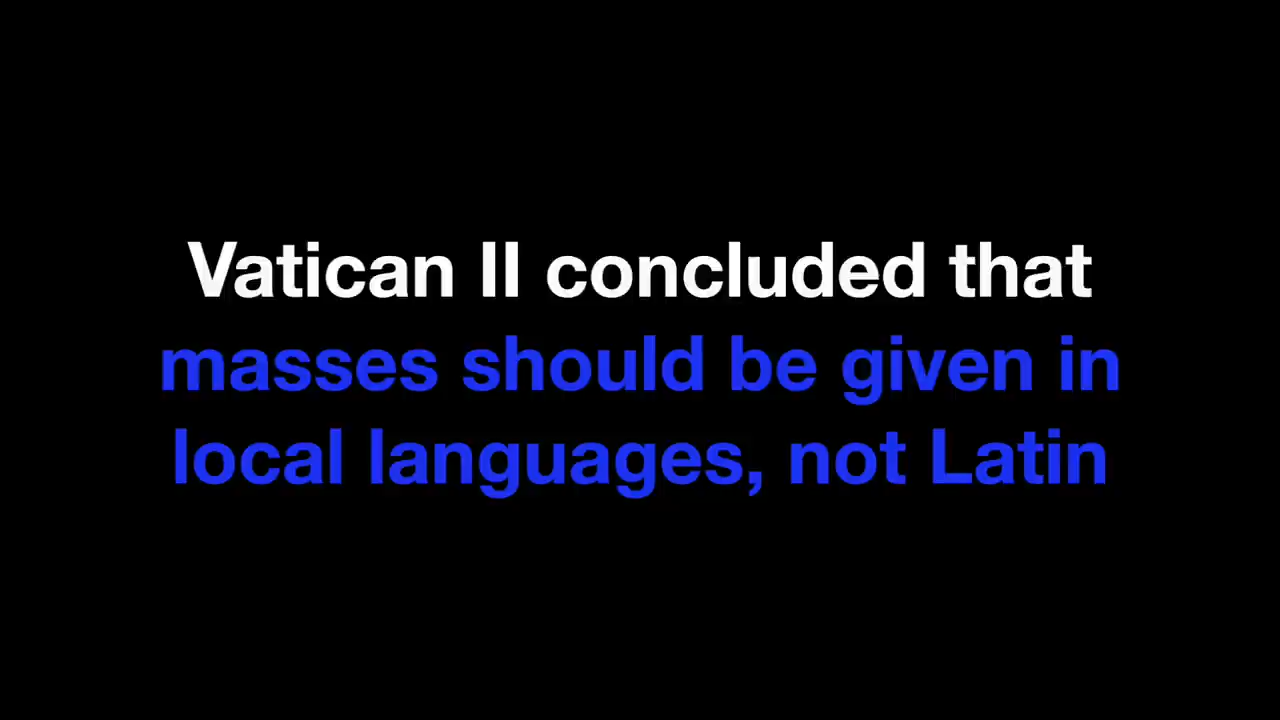 Vatican II concluded that
masses should be given in
local languages, not Latin